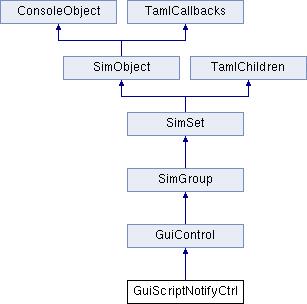 ConsoleObject TamlCallbacks
SimObject TamlChildren
SimSet
SimGroup
GuiControl
GuiScriptNotifyCtrl